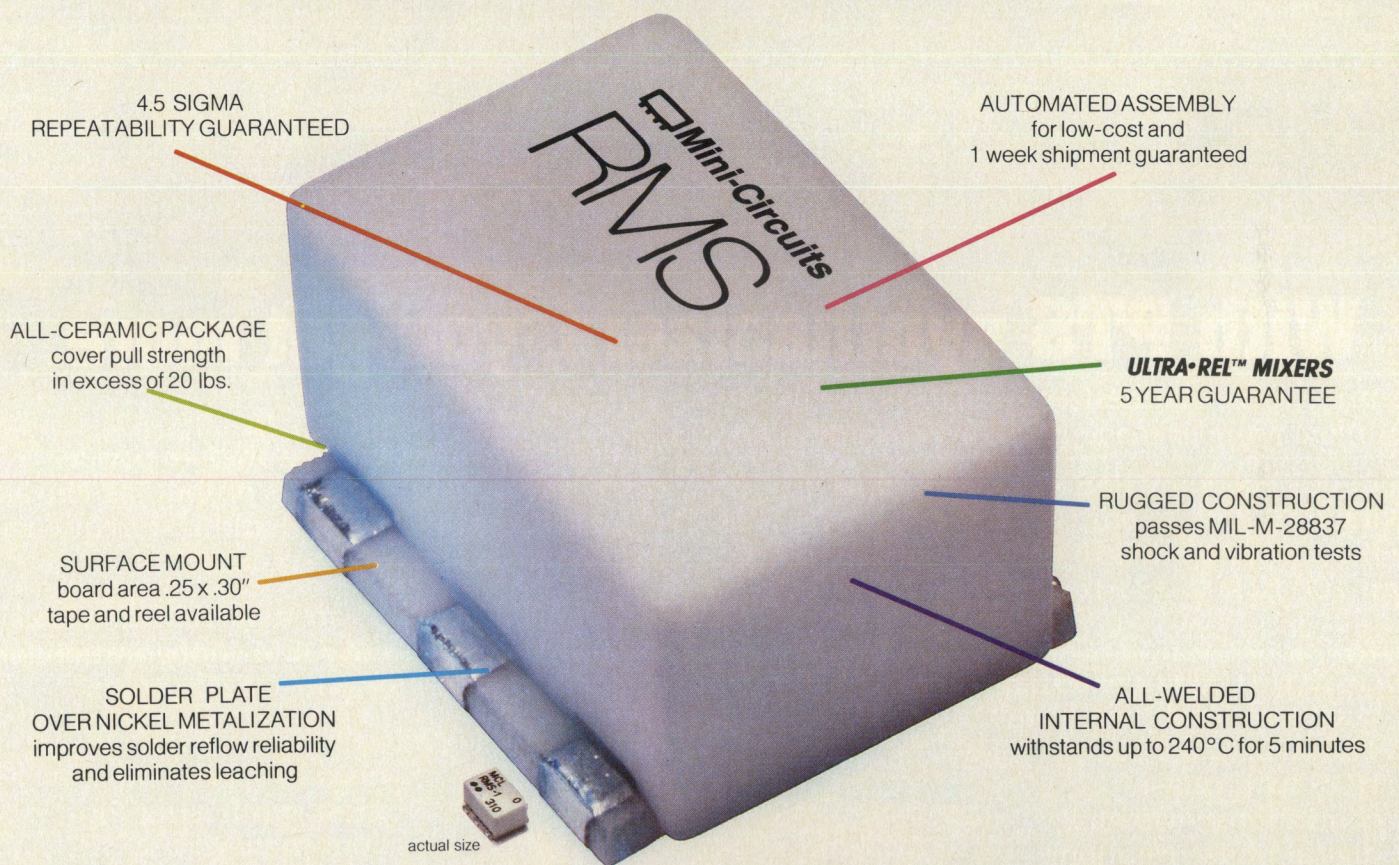 4.5 SIGMA
REPEATABILITY GUARANTEED
AUTOMATED ASSEMBLY
for low-cost and
1 week shipment guaranteed
Mini-Circuits
RMS
ALL-CERAMIC PACKAGE
cover pull strength
in excess of 20 lbs.
ULTRA•REL™ MIXERS
5 YEAR GUARANTEE
RUGGED CONSTRUCTION
passes MIL-M-28837
shock and vibration tests
SURFACE MOUNT
board area .25 x .30"
tape and reel available
SOLDER PLATE
OVER NICKEL METALIZATION
improves solder reflow reliability
and eliminates leaching
ALL-WELDED
INTERNAL CONSTRUCTION
withstands up to 240°C for 5 minutes
MCL
RMS-1
310
0
actual size